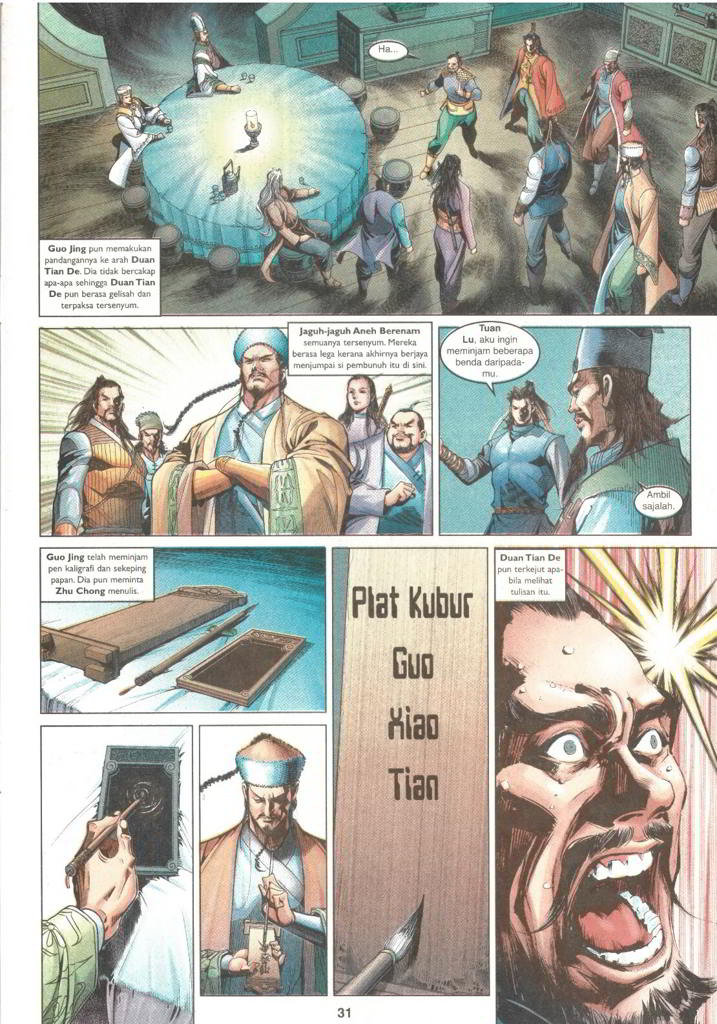 Ha...
Guo Jing pun memakukan
pandangannya ke arah Duan
Tian De. Dia tidak bercakap
apa-apa sehingga Duan Tian
De pun berasa gelisah dan
terpaksa tersenyum.
Jaguh-jaguh Aneh Berenam
semuanya tersenyum. Mereka
berasa lega kerana akhirnya berjaya
menjumpai si pembunuh itu di sini.
Tuan
Lu, aku ingin
meminjam beberapa
benda daripada-
mu.
Ambil
sajalah.
Guo Jing telah meminjam
pen kaligrafi dan sekeping
papan. Dia pun meminta
Zhu Chong menulis.
Plat Kubur
Guo
Xiao
Tian
Duan Tian De
pun terkejut apa-
bila melihat
tulisan itu.
31